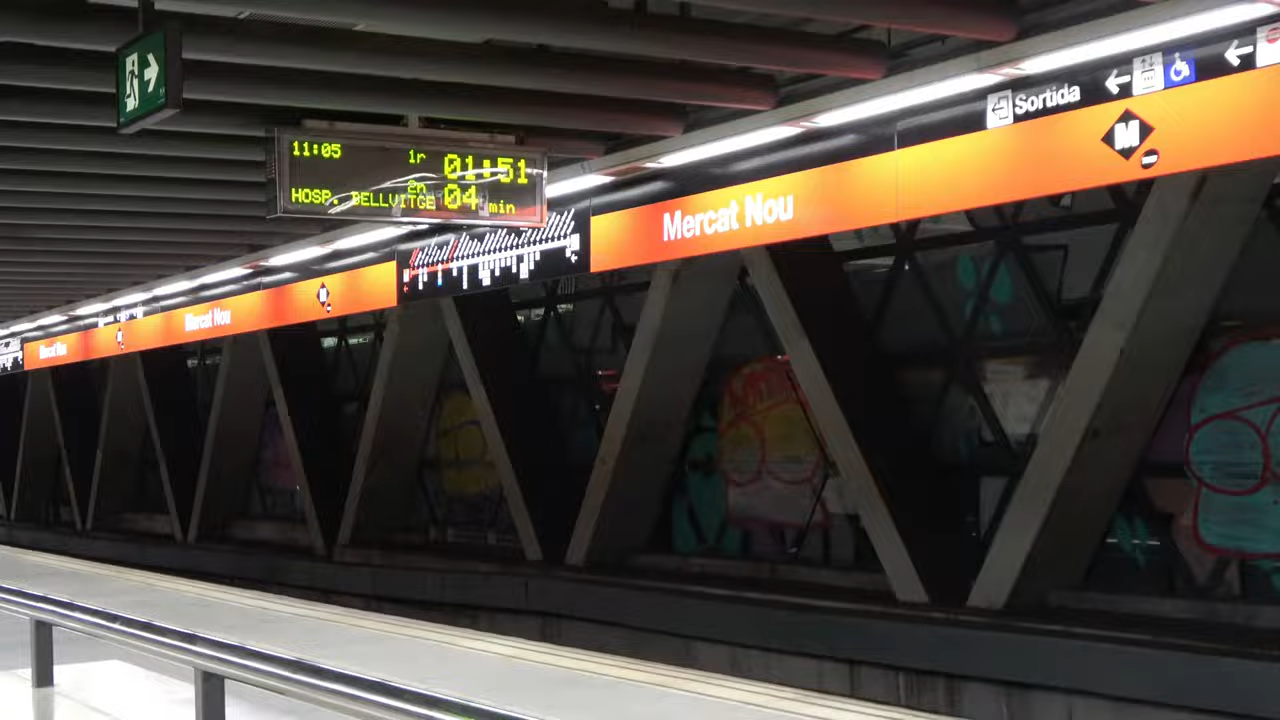 11:05 1r 01:51
2n
HOSP. BELLVITGE 04 min
Sortida
M
Mercat Nou
M
Mercat Nou
M
Mercat Nou